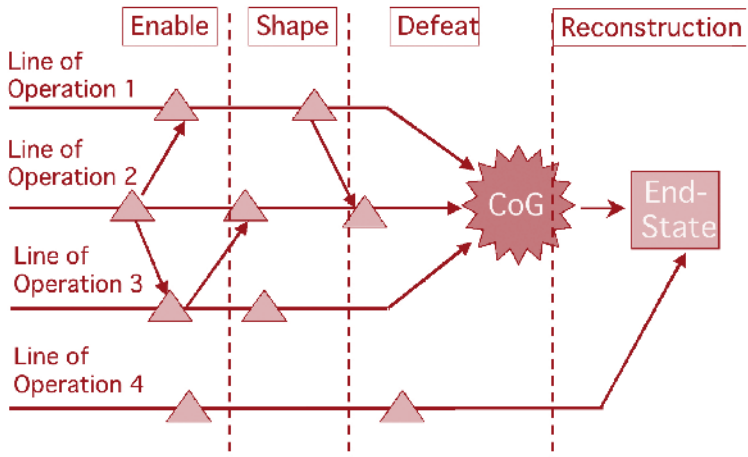 Enable
Shape
Defeat
Reconstruction
Line of
Operation 1
Line of
Operation 2
CoG
End-
State
Line of
Operation 3
Line of
Operation 4